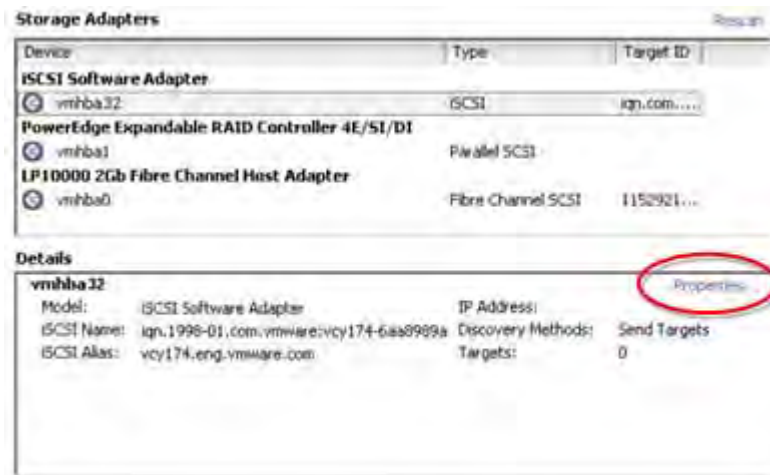 Storage Adapters Rescan
Device Type Target ID
iSCSI Software Adapter
vmhba32 iSCSI iqn.com.....
PowerEdge Expandable RAID Controller 4E/SI/DI
vmhba1 Parallel SCSI
LP10000 2Gb Fibre Channel Host Adapter
vmhba0 Fibre Channel SCSI 1152921...
Details
vmhba32 Properties...
Model: iSCSI Software Adapter IP Address:
iSCSI Name: iqn.1998-01.com.vmware:vcy174-6aa8989a Discovery Methods: Send Targets
iSCSI Alias: vcy174.eng.vmware.com Targets: 0